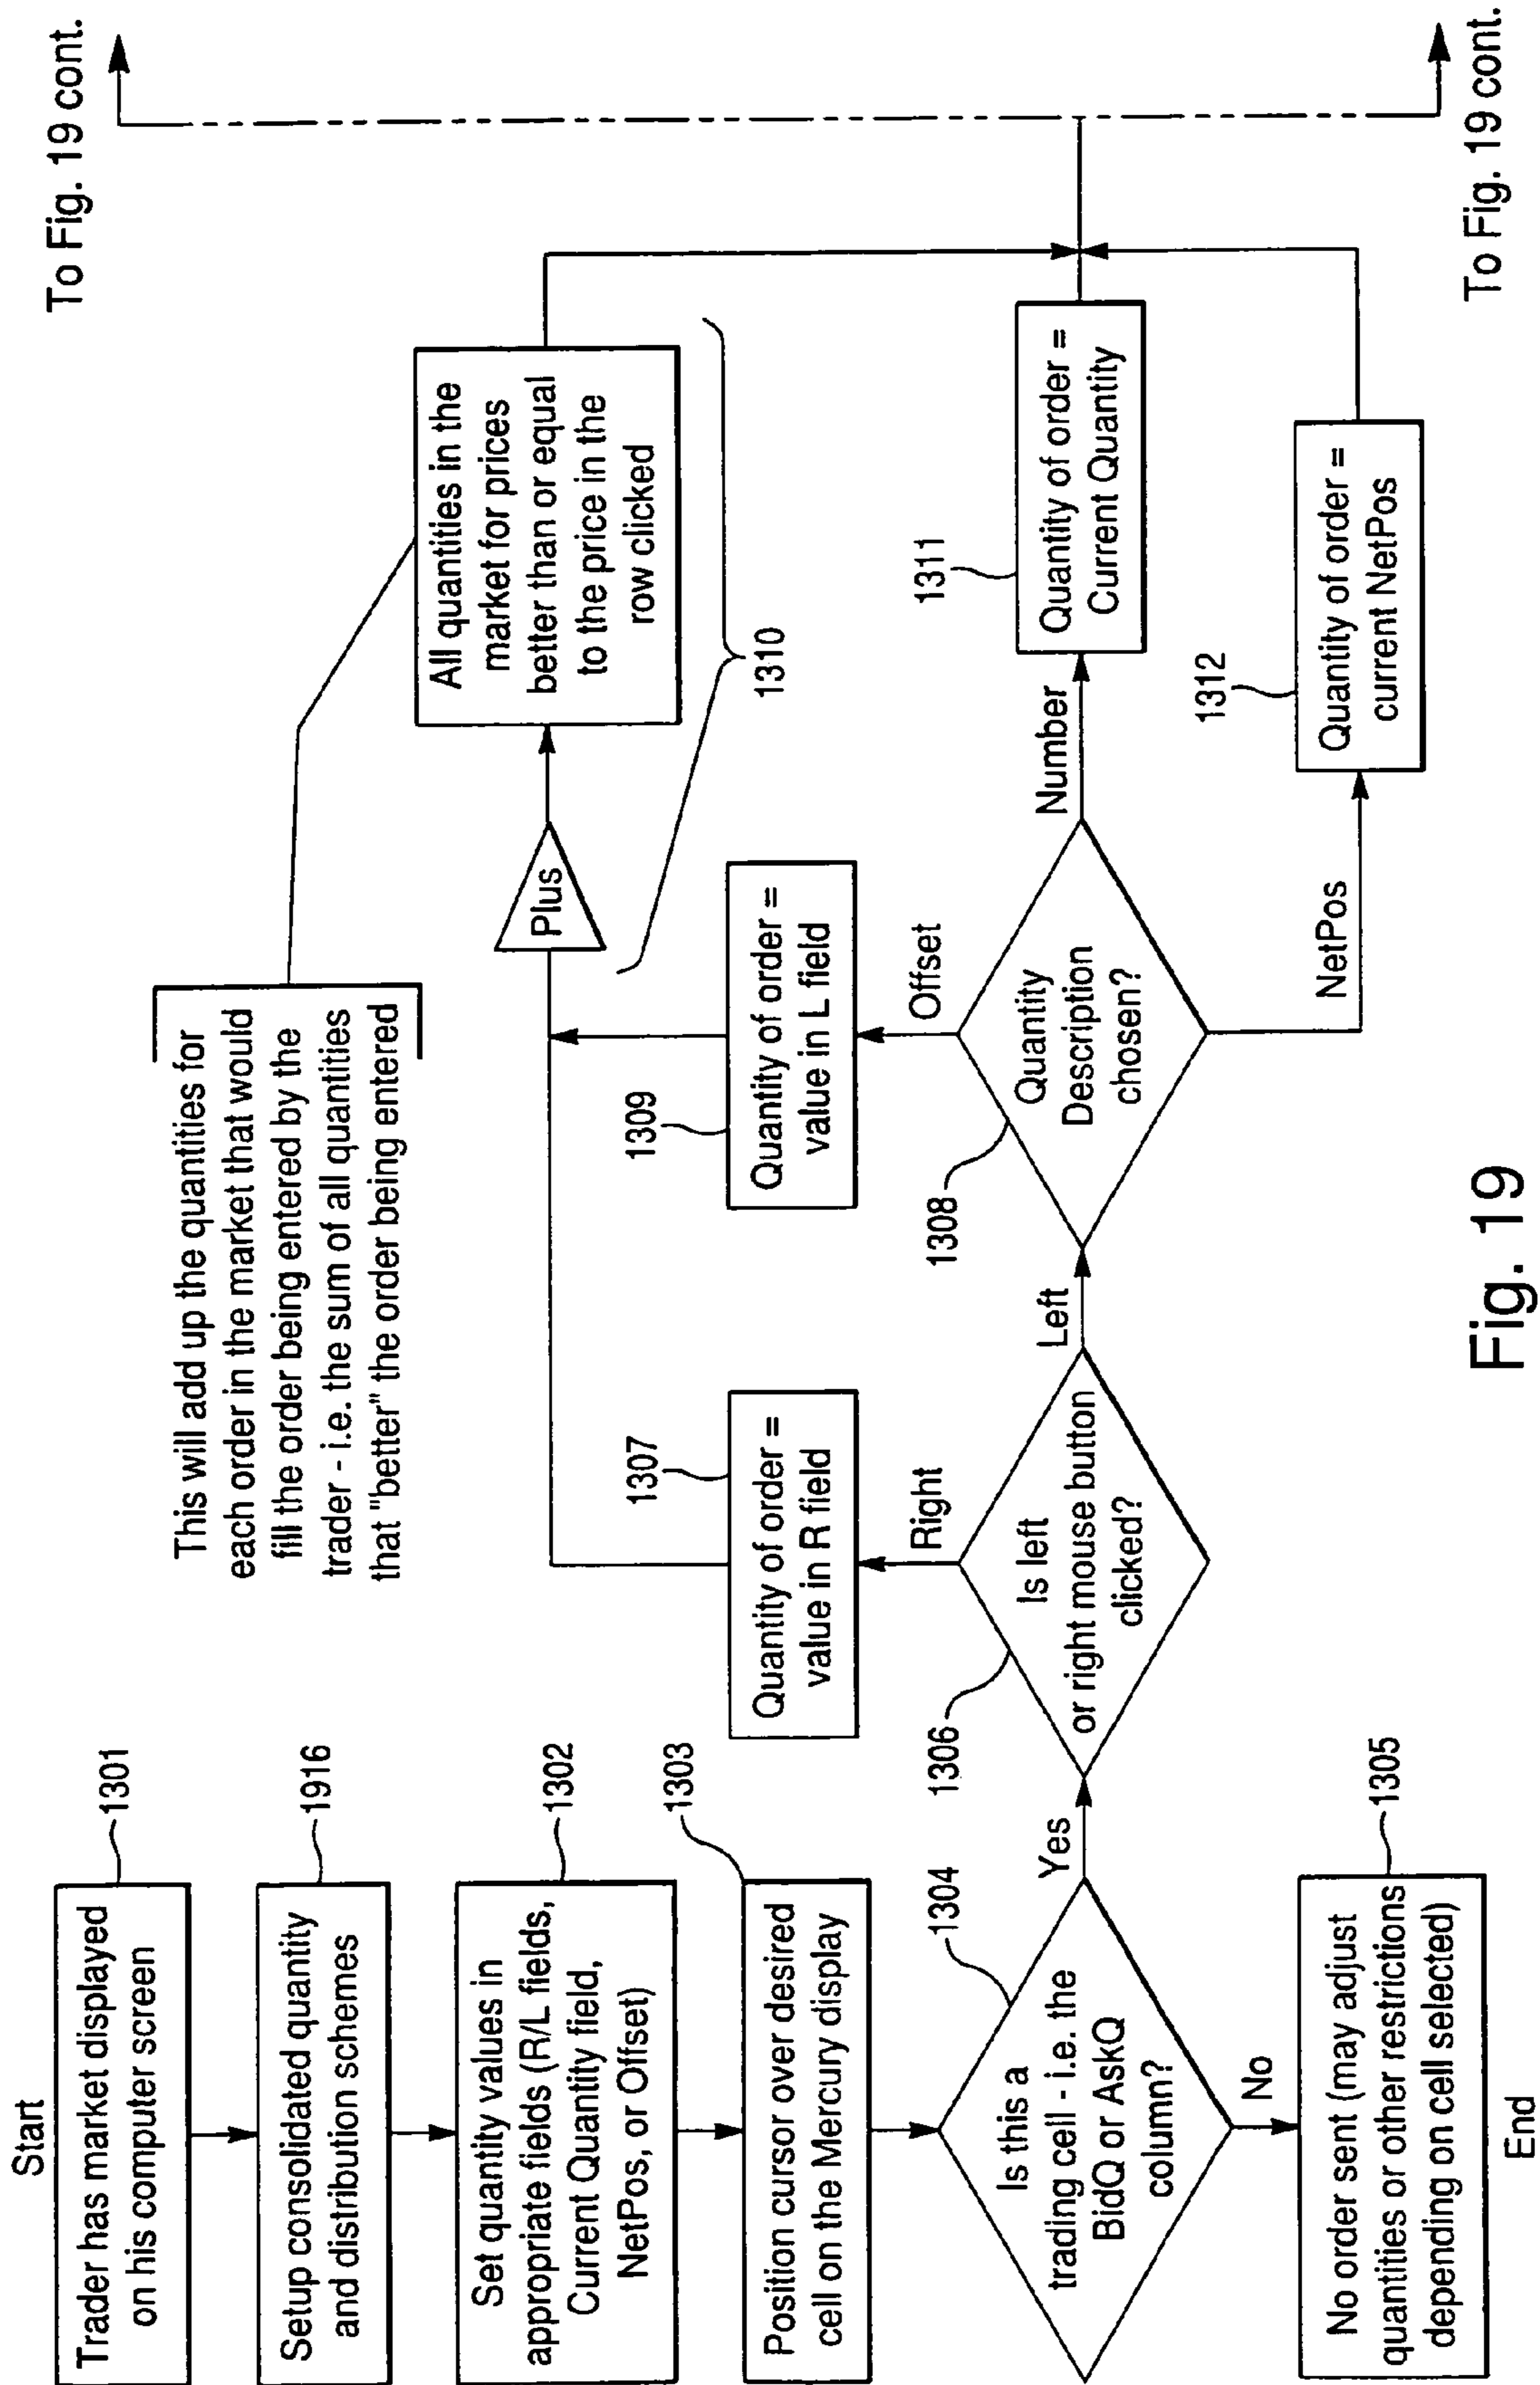 Start
Trader has market displayed
on his computer screen
1301
Setup consolidated quantity
and distribution schemes
1916
Set quantity values in
appropriate fields (R/L fields,
Current Quantity field,
NetPos, or Offset)
1302
Position cursor over desired
cell on the Mercury display
1303
Is this a
trading cell - i.e. the
BidQ or AskQ
column?
1304
Yes
No
No order sent (may adjust
quantities or other restrictions
depending on cell selected)
1305
End
Is left
or right mouse button
clicked?
1306
Right
Left
Quantity of order =
value in R field
1307
Quantity
Description
chosen?
1308
Offset
Number
NetPos
Quantity of order =
value in L field
1309
This will add up the quantities for
each order in the market that would
fill the order being entered by the
trader - i.e. the sum of all quantities
that "better" the order being entered
Plus
All quantities in the
market for prices
better than or equal
to the price in the
row clicked
1310
Quantity of order =
Current Quantity
1311
Quantity of order =
current NetPos
1312
To Fig. 19 cont.
To Fig. 19 cont.
Fig. 19